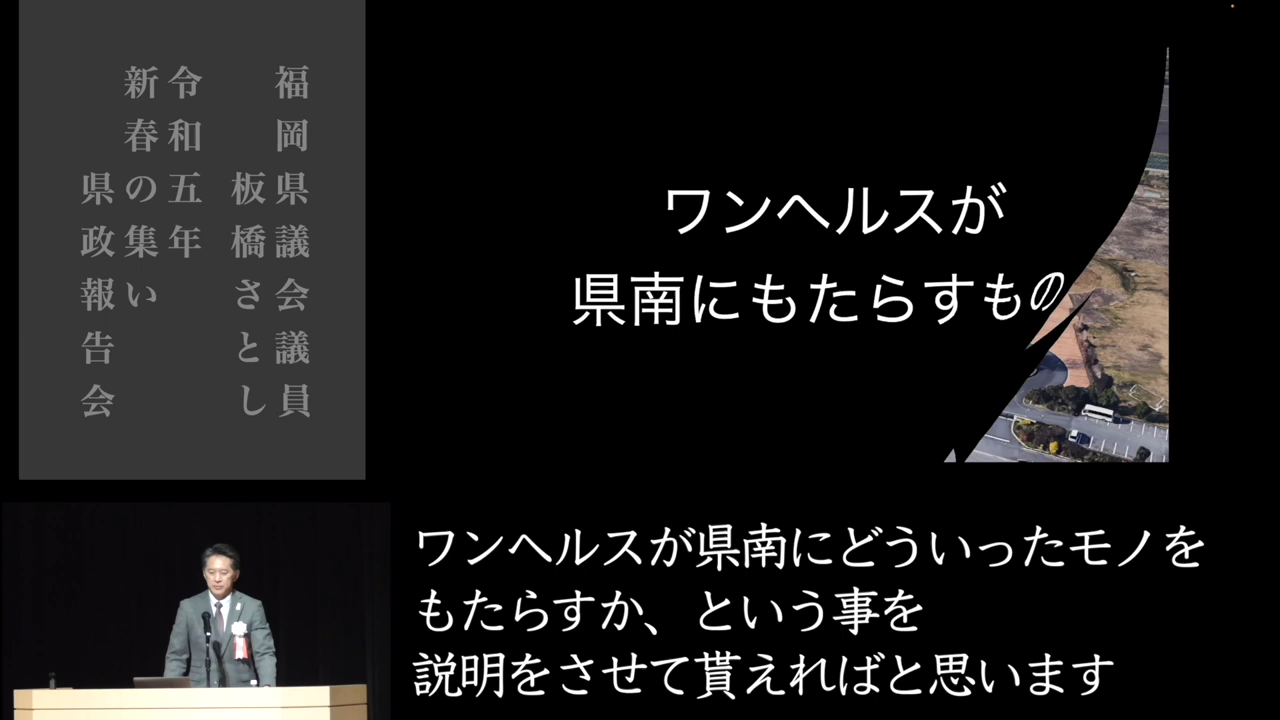 福岡県議会議員
板橋さとし
令和五年
新春の集い
県政報告会
ワンヘルスが
県南にもたらすもの
ワンヘルスが県南にどういったモノを
もたらすか、という事を
説明をさせて貰えればと思います